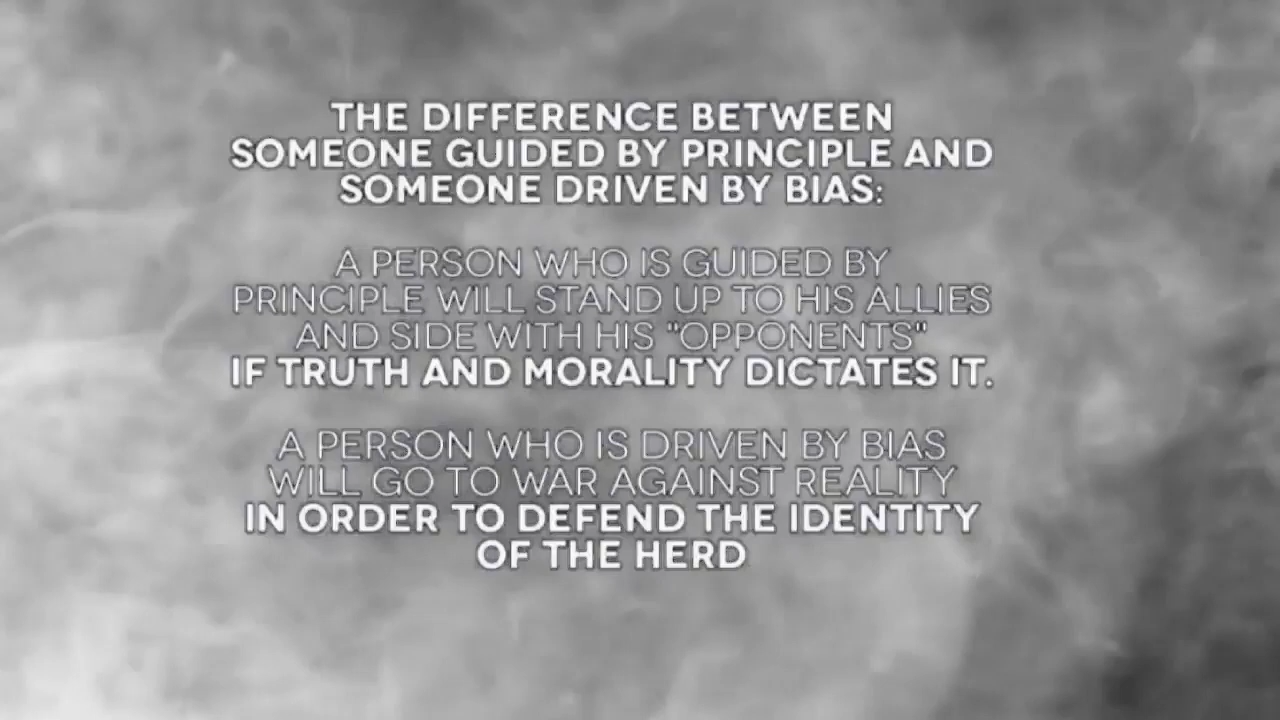 THE DIFFERENCE BETWEEN
SOMEONE GUIDED BY PRINCIPLE AND
SOMEONE DRIVEN BY BIAS:
A PERSON WHO IS GUIDED BY
PRINCIPLE WILL STAND UP TO HIS ALLIES
AND SIDE WITH HIS "OPPONENTS"
IF TRUTH AND MORALITY DICTATES IT.
A PERSON WHO IS DRIVEN BY BIAS
WILL GO TO WAR AGAINST REALITY
IN ORDER TO DEFEND THE IDENTITY
OF THE HERD